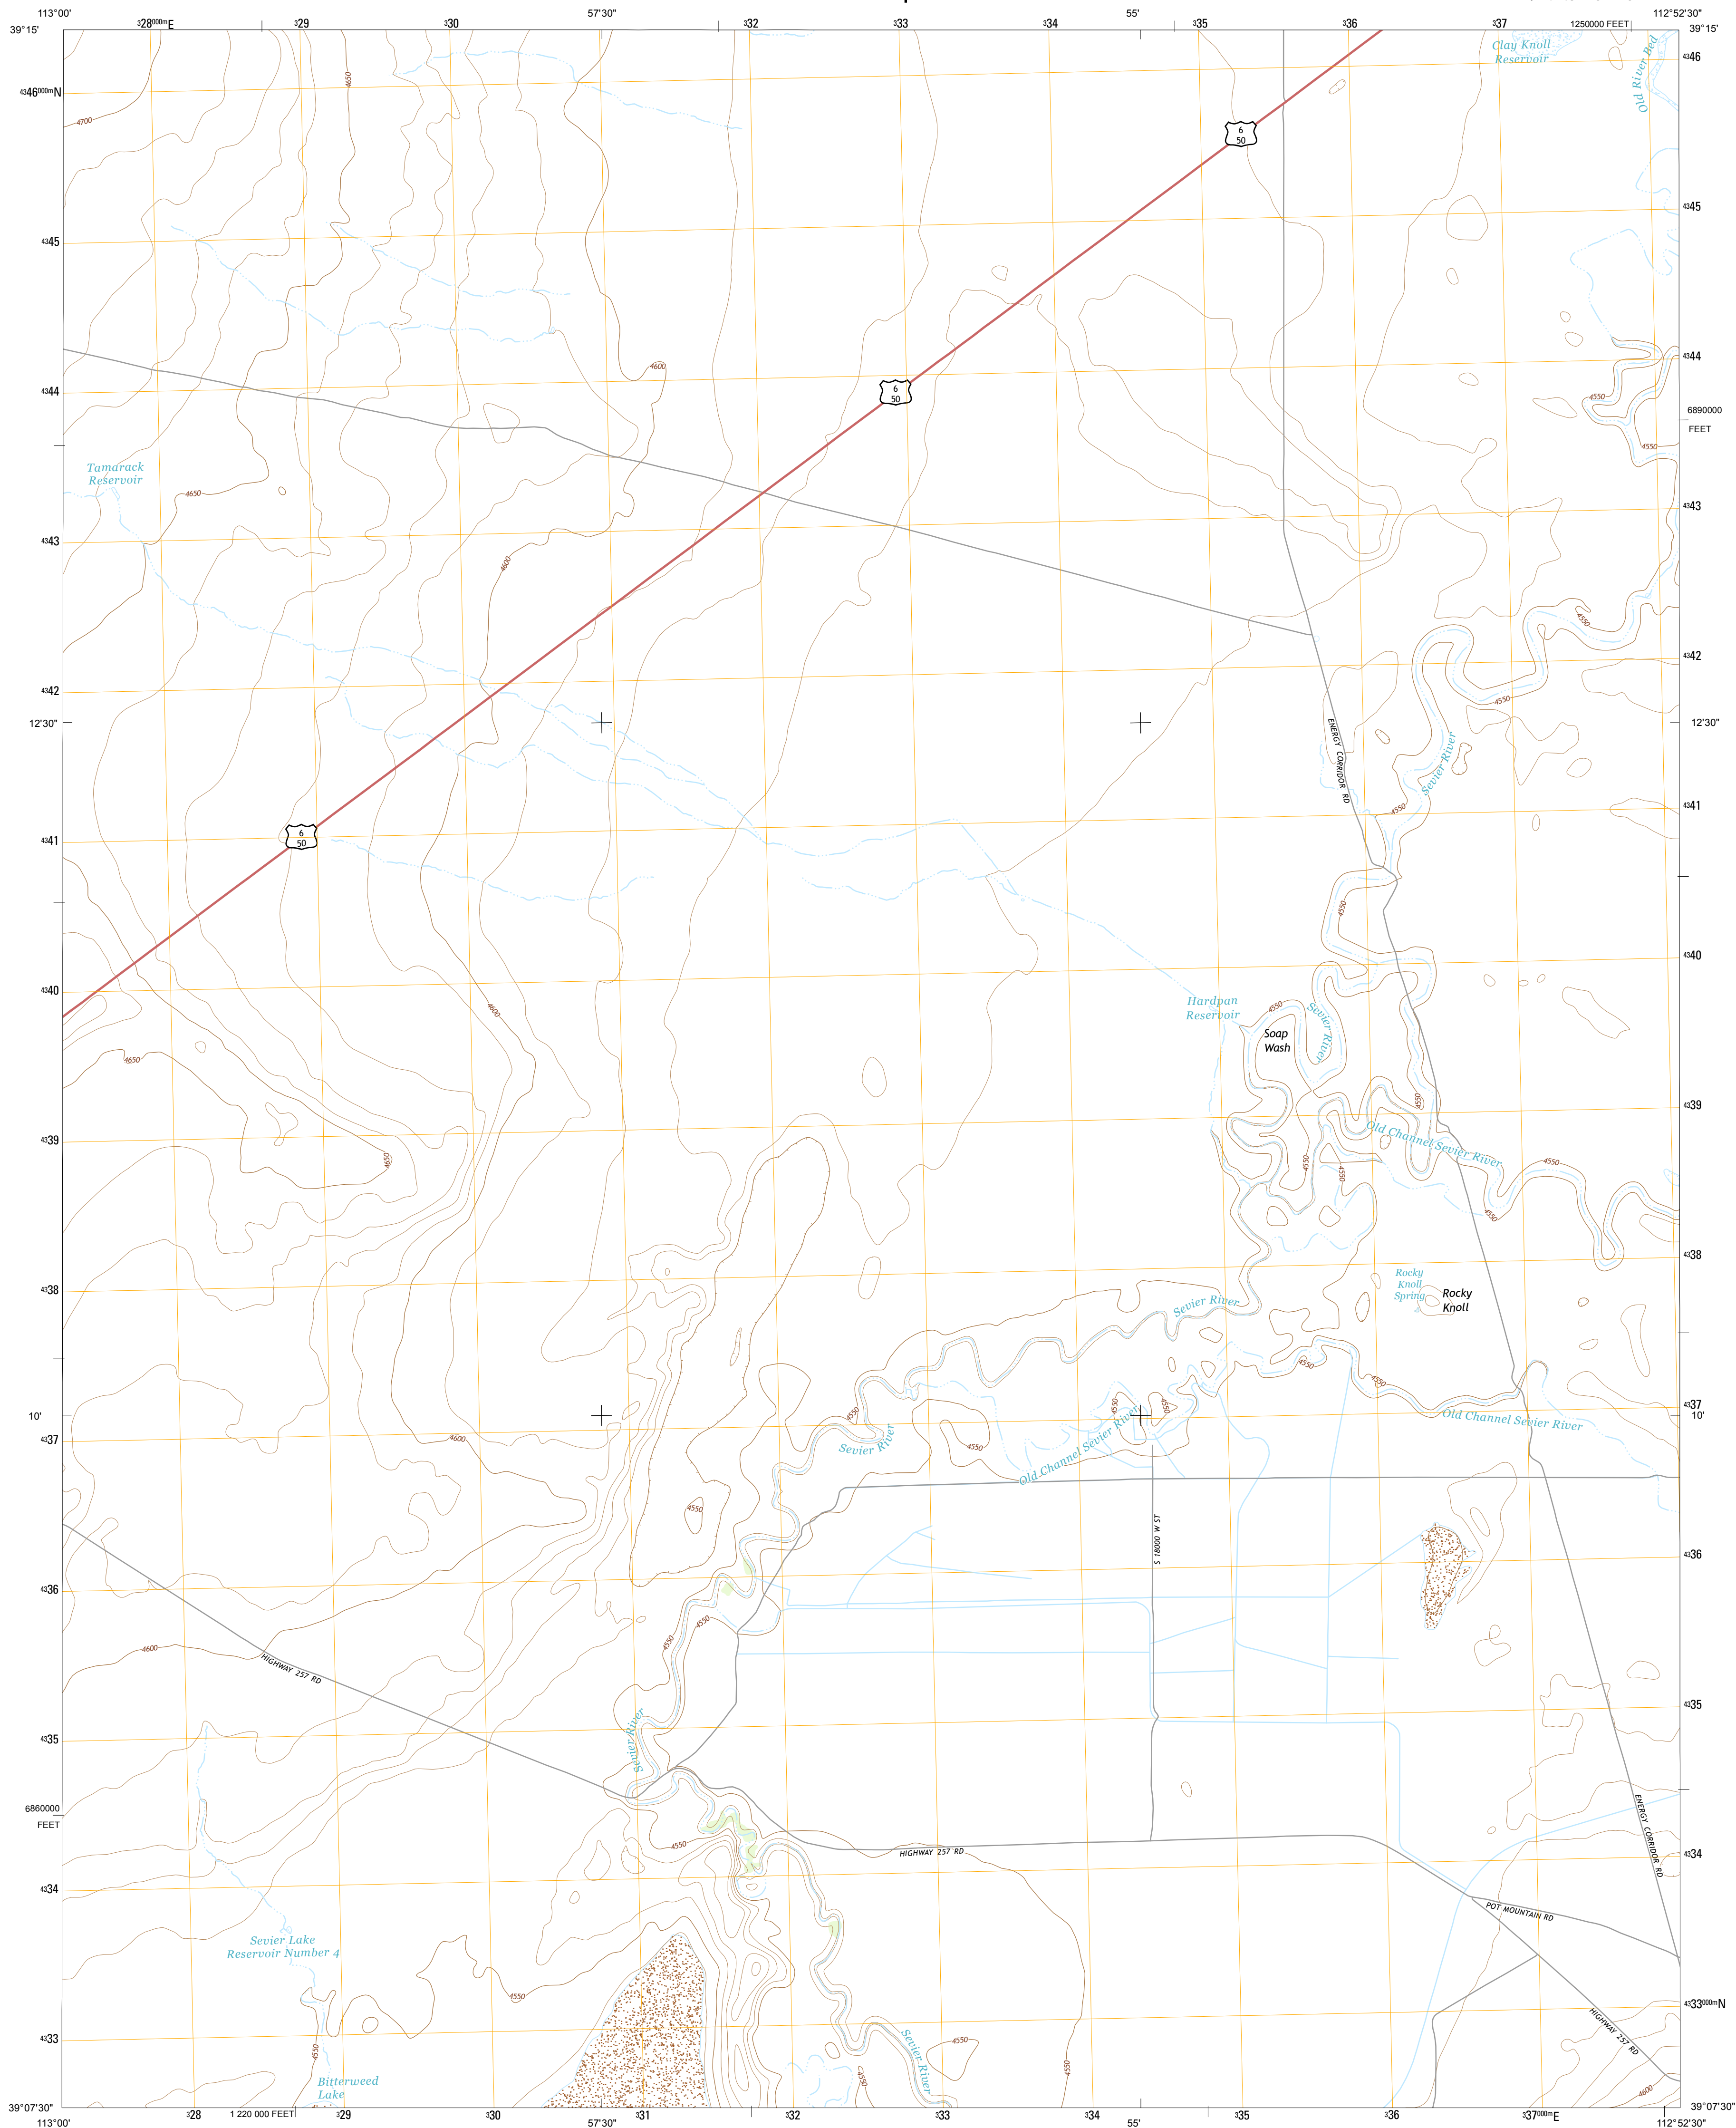 113°00'
³28⁰⁰⁰ᵐE
³29
³30
57'30"
³32
³33
³34
55'
³35
³36
³37
1250000 FEET
112°52'30"
39°15'
39°15'
Clay Knoll
Reservoir
Old River Bed
⁴³46
⁴³46⁰⁰⁰ᵐN
4650
4700
6
50
⁴³45
⁴³45
⁴³44
4600
⁴³44
6
50
4550
6890000
FEET
4550
Tamarack
Reservoir
4650
⁴³43
⁴³43
4600
4550
⁴³42
⁴³42
4550
12'30"
12'30"
ENERGY CORRIDOR RD
Sevier River
4550
⁴³41
6
50
⁴³41
4550
⁴³40
⁴³40
4600
Hardpan
Reservoir
4550
Sevier River
Soap
Wash
4650
4550
⁴³39
⁴³39
Old Channel Sevier River
4650
4550
4550
4550
4550
⁴³38
⁴³38
Rocky
Knoll
Spring
Rocky
Knoll
Sevier River
4550
4550
⁴³37
10'
10'
4550
4550
4550
Old Channel Sevier River
Old Channel Sevier River
⁴³37
4600
Sevier River
4550
4550
S 18000 W ST
⁴³36
⁴³36
4550
4550
4600
HIGHWAY 257 RD
⁴³35
⁴³35
Sevier River
6860000
FEET
ENERGY CORRIDOR RD
4550
HIGHWAY 257 RD
⁴³34
⁴³34
POT MOUNTAIN RD
Sevier Lake
Reservoir Number 4
4550
⁴³33⁰⁰⁰ᵐN
⁴³33
HIGHWAY 257 RD
4550
Sevier River
4550
4550
4550
4600
Bitterweed
Lake
39°07'30"
39°07'30"
113°00'
³28
1 220 000 FEET
³29
³30
57'30"
³31
³32
³33
³34
55'
³35
³36
³37⁰⁰⁰ᵐE
112°52'30"